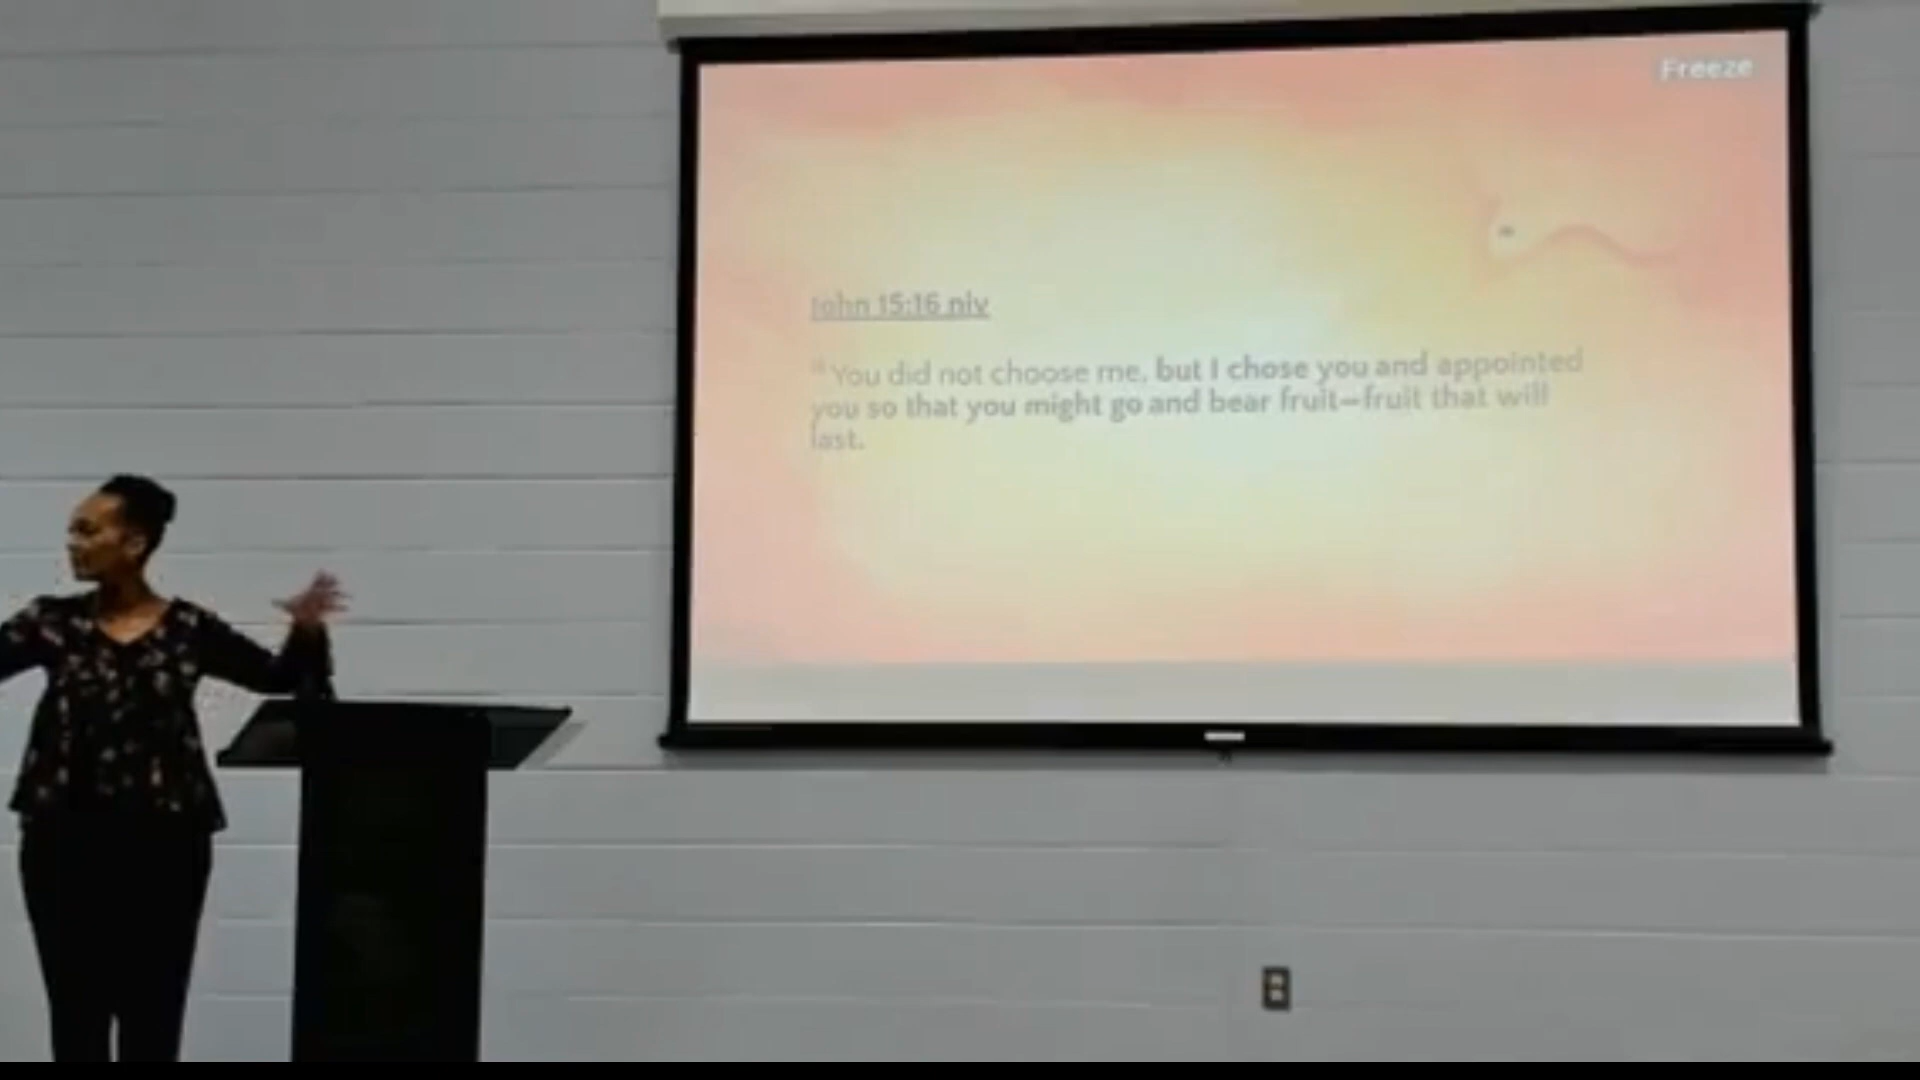 Freeze
John 15:16 niv
"You did not choose me, but I chose you and appointed
you so that you might go and bear fruit—fruit that will
last.